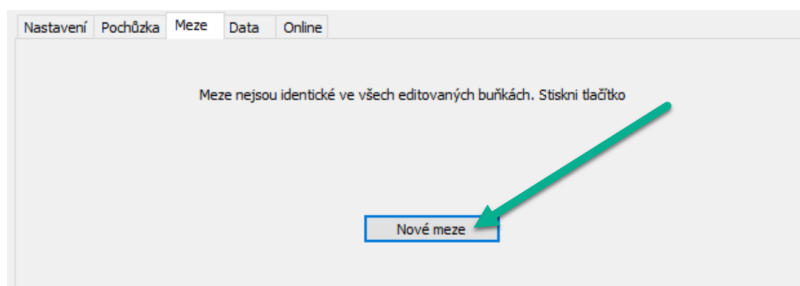 Nastavení Pochůzka Meze Data Online
Meze nejsou identické ve všech editovaných buňkách. Stiskni tlačítko
Nové meze